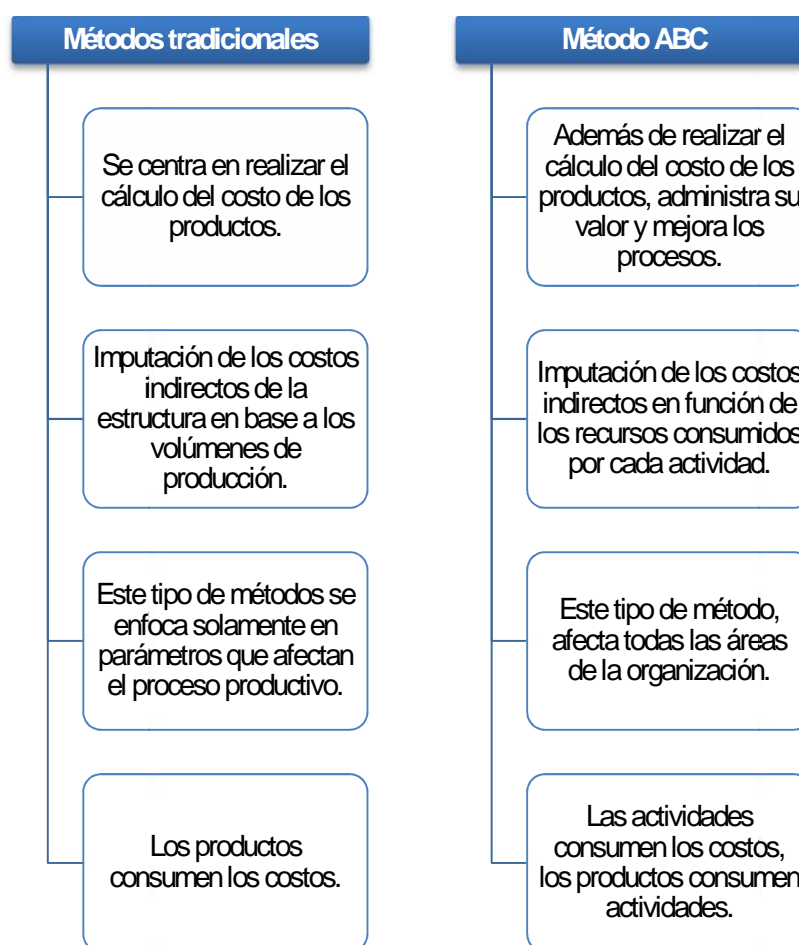 Métodos tradicionales
Se centra en realizar el
cálculo del costo de los
productos.
Imputación de los costos
indirectos de la
estructura en base a los
volúmenes de
producción.
Este tipo de métodos se
enfoca solamente en
parámetros que afectan
el proceso productivo.
Los productos
consumen los costos.
Método ABC
Además de realizar el
cálculo del costo de los
productos, administra su
valor y mejora los
procesos.
Imputación de los costos
indirectos en función de
los recursos consumidos
por cada actividad.
Este tipo de método,
afecta todas las áreas
de la organización.
Las actividades
consumen los costos,
los productos consumen
actividades.